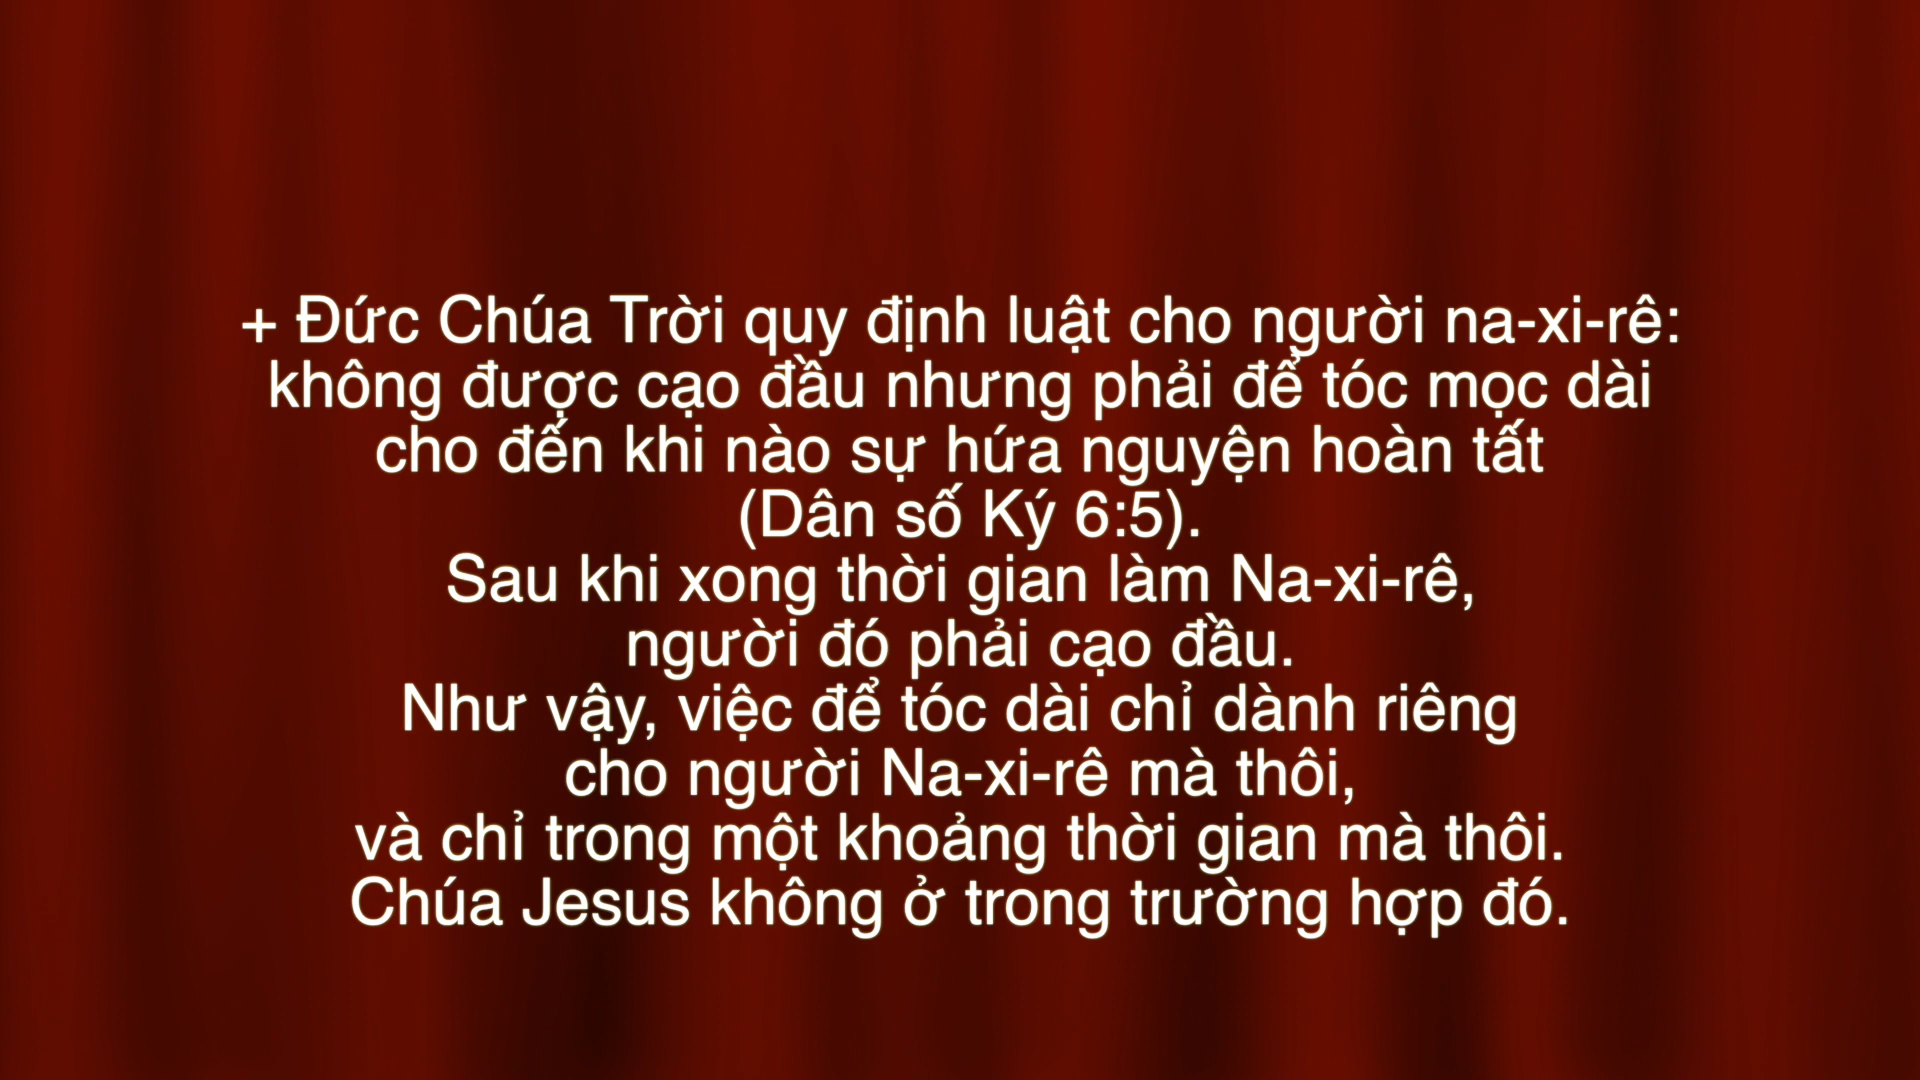 + Đức Chúa Trời quy định luật cho người na-xi-rê:
không được cạo đầu nhưng phải để tóc mọc dài
cho đến khi nào sự hứa nguyện hoàn tất
(Dân số Ký 6:5).
Sau khi xong thời gian làm Na-xi-rê,
người đó phải cạo đầu.
Như vậy, việc để tóc dài chỉ dành riêng
cho người Na-xi-rê mà thôi,
và chỉ trong một khoảng thời gian mà thôi.
Chúa Jesus không ở trong trường hợp đó.